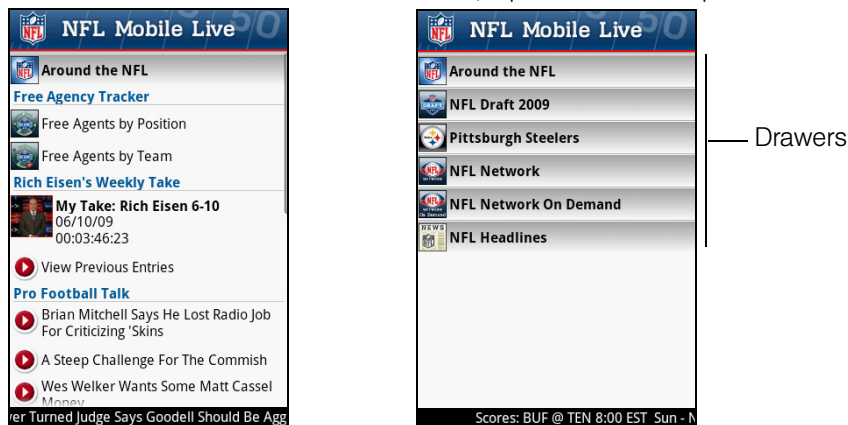 NFL Mobile Live
Around the NFL
Free Agency Tracker
Free Agents by Position
Free Agents by Team
Rich Eisen's Weekly Take
My Take: Rich Eisen 6-10
06/10/09
00:03:46:23
View Previous Entries
Pro Football Talk
Brian Mitchell Says He Lost Radio Job
For Criticizing 'Skins
A Steep Challenge For The Commish
Wes Welker Wants Some Matt Cassel
Money
ver Turned Judge Says Goodell Should Be Agg
NFL Mobile Live
Around the NFL
NFL Draft 2009
Pittsburgh Steelers
NFL Network
NFL Network On Demand
NEWS
NFL Headlines
Scores: BUF @ TEN 8:00 EST Sun - N
Drawers